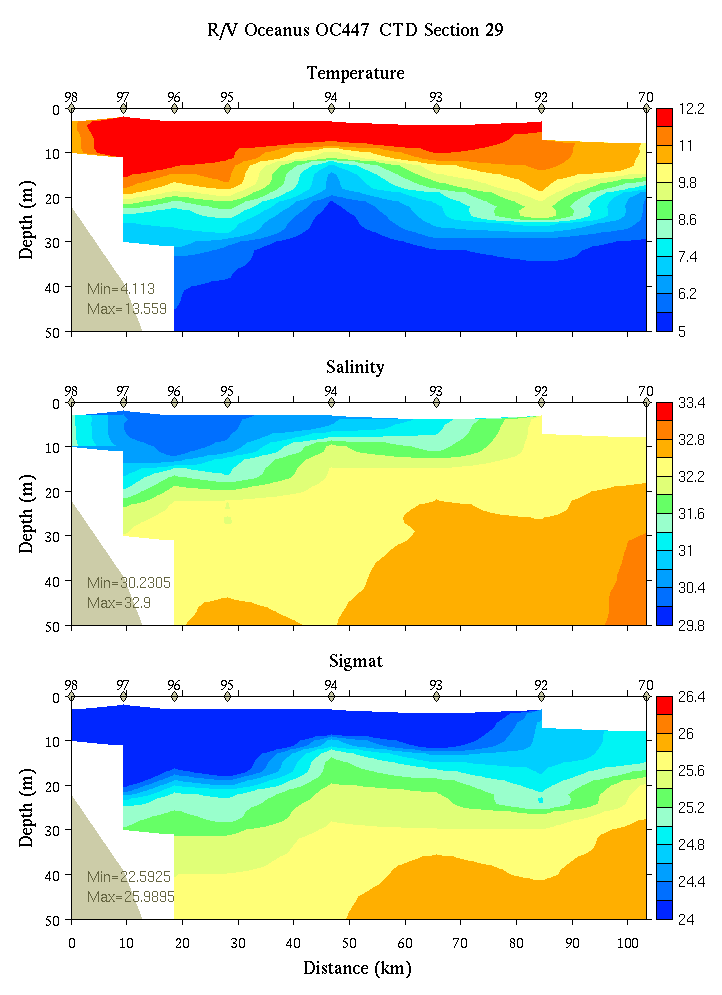 R/V Oceanus OC447 CTD Section 29
Temperature
98 97 96 95 94 93 92 70
0
10
20
30
40
50
Depth (m)
Min=4.113
Max=13.559
12.2
11
9.8
8.6
7.4
6.2
5
Salinity
98 97 96 95 94 93 92 70
0
10
20
30
40
50
Depth (m)
Min=30.2305
Max=32.9
33.4
32.8
32.2
31.6
31
30.4
29.8
Sigmat
98 97 96 95 94 93 92 70
0
10
20
30
40
50
Depth (m)
Min=22.5925
Max=25.9895
26.4
26
25.6
25.2
24.8
24.4
24
0 10 20 30 40 50 60 70 80 90 100
Distance (km)